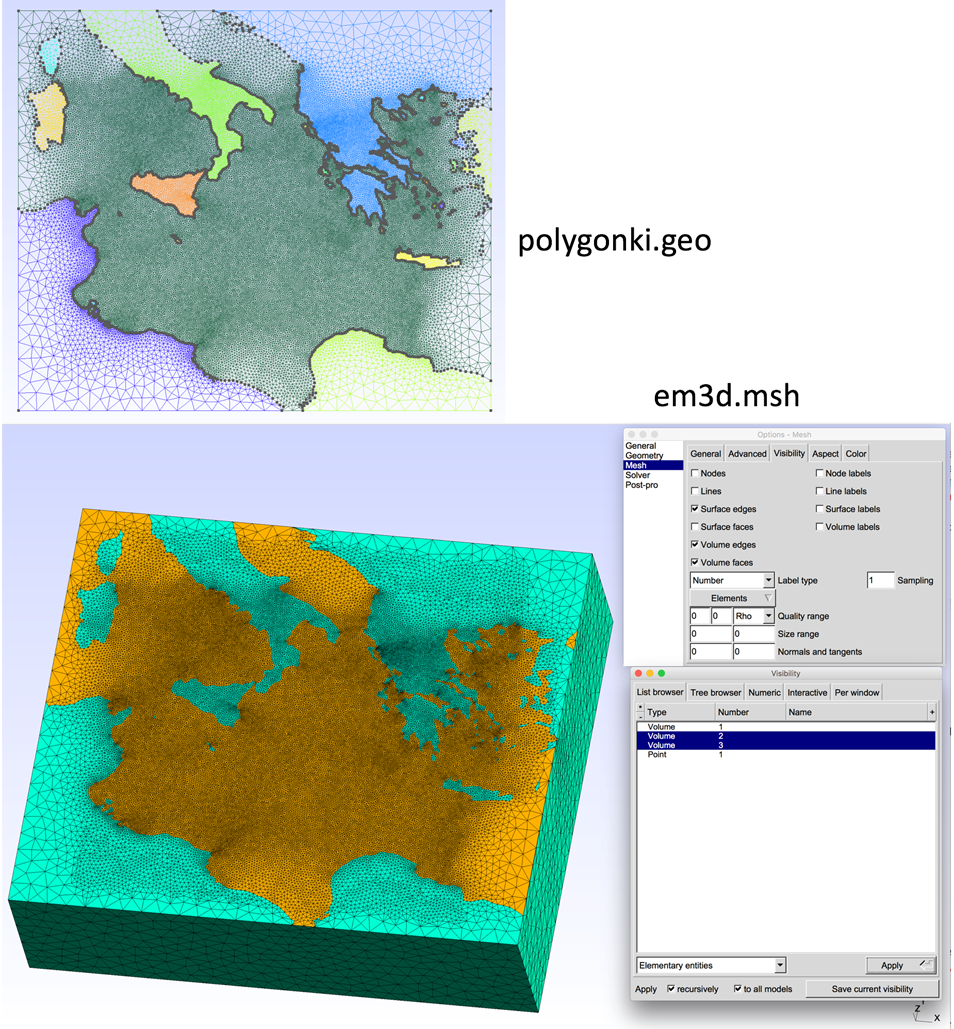 polygonki.geo
em3d.msh
Options - Mesh
General
Geometry
Mesh
Solver
Post-pro
General Advanced Visibility Aspect Color
Nodes Node labels
Lines Line labels
Surface edges Surface labels
Surface faces Volume labels
Volume edges
Volume faces
Number Label type 1 Sampling
Elements
0 0 Rho Quality range
0 0 Size range
0 0 Normals and tangents
Visibility
List browser Tree browser Numeric Interactive Per window
* - Type Number Name +
Volume 1
Volume 2
Volume 3
Point 1
Elementary entities Apply
Apply recursively to all models Save current visibility
Z
X